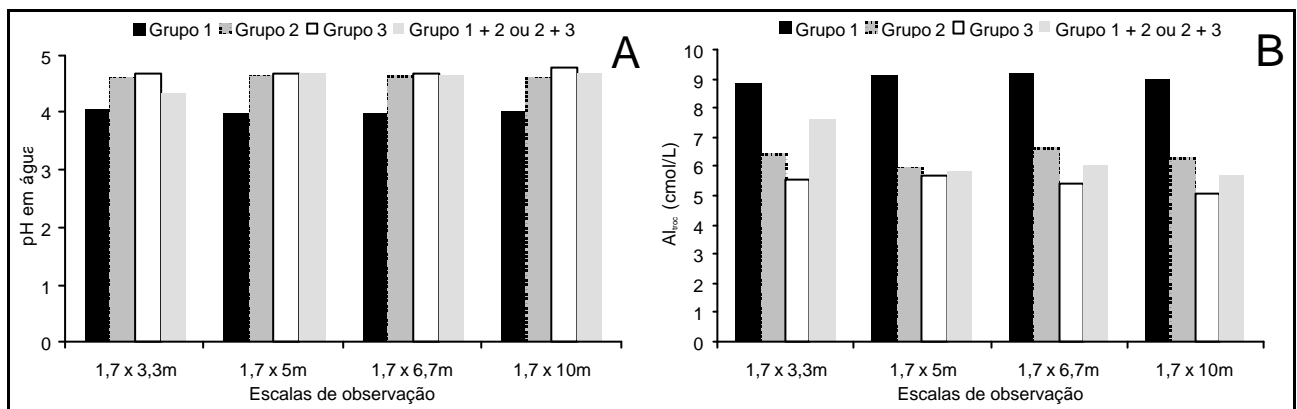 Grupo 1 Grupo 2 Grupo 3 Grupo 1 + 2 ou 2 + 3
A
5
4
3
2
1
0
pH em água
1,7 x 3,3m 1,7 x 5m 1,7 x 6,7m 1,7 x 10m
Escalas de observação
Grupo 1 Grupo 2 Grupo 3 Grupo 1 + 2 ou 2 + 3
B
10
9
8
7
6
5
4
3
2
1
0
Al troc (cmol/L)
1,7 x 3,3m 1,7 x 5m 1,7 x 6,7m 1,7 x 10m
Escalas de observação